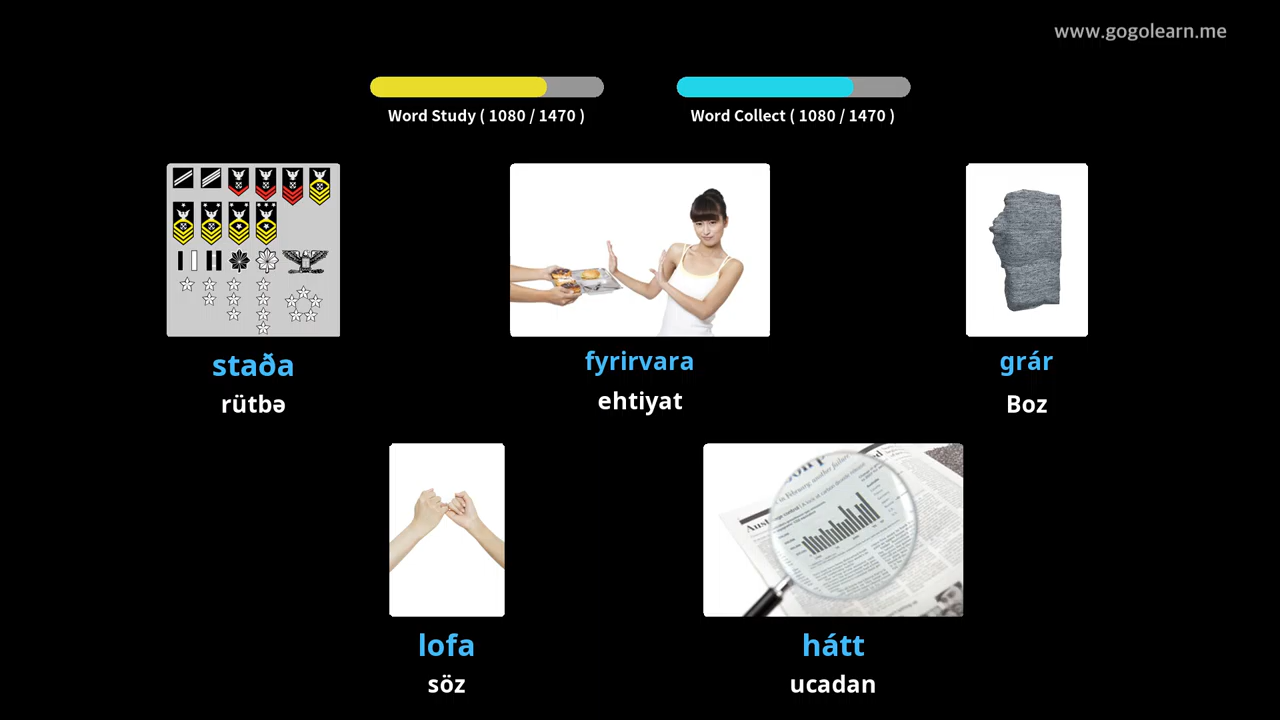 www.gogolearn.me
Word Study ( 1080 / 1470 )
Word Collect ( 1080 / 1470 )
staða
rütbə
fyrirvara
ehtiyat
grár
Boz
lofa
söz
hátt
ucadan